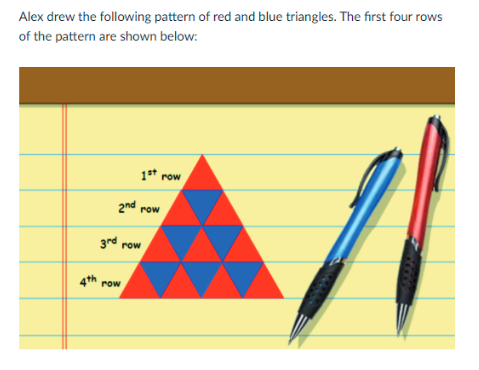 Alex drew the following pattern of red and blue triangles. The first four rows
of the pattern are shown below:
1st row
2nd row
3rd row
4th row